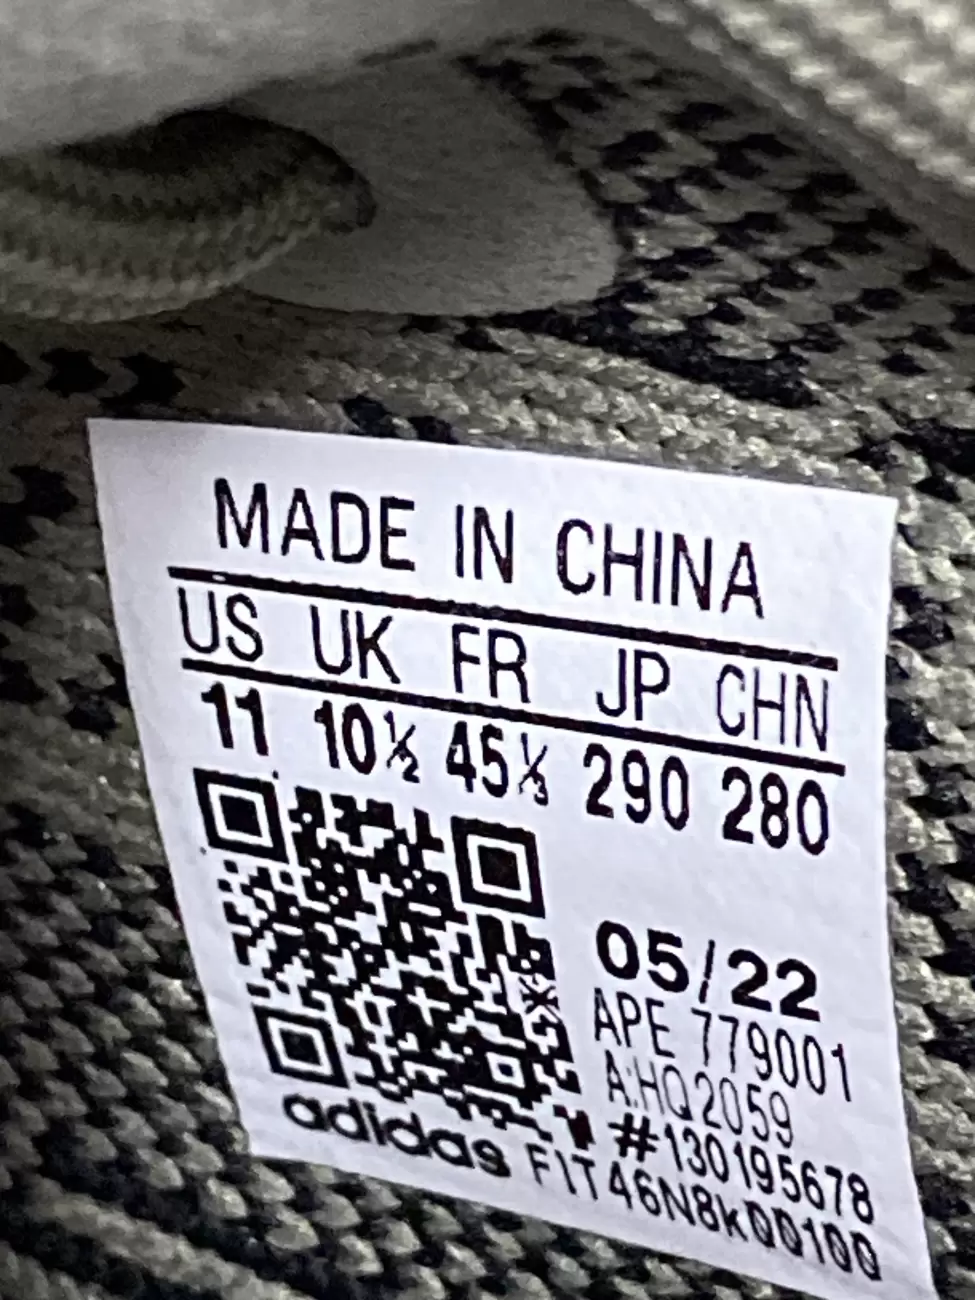 MADE IN CHINA
US UK FR JP CHN
11 10½ 45⅓ 290 280
05/22
APE 779001
A:HQ2059
#130195678
adidas F1T46N8K00100